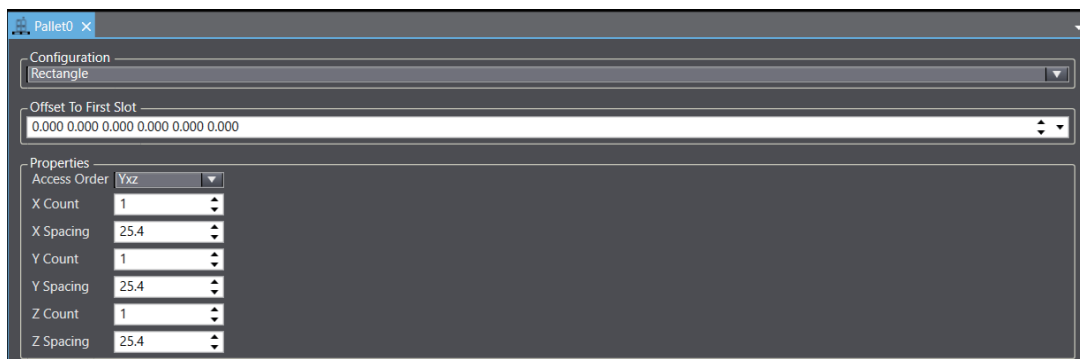 Pallet0
Configuration
Rectangle
Offset To First Slot
0.000 0.000 0.000 0.000 0.000 0.000
Properties
Access Order Yxz
X Count 1
X Spacing 25.4
Y Count 1
Y Spacing 25.4
Z Count 1
Z Spacing 25.4